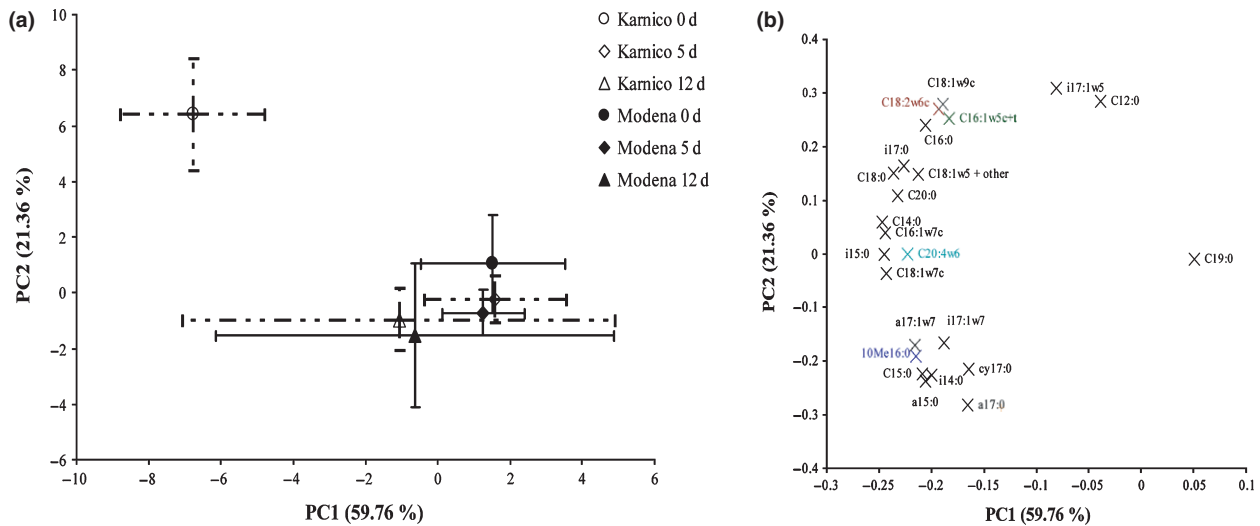 (a)
10
8
6
4
2
0
−2
−4
−6
−10
−8
−6
−4
−2
0
2
4
6
PC2 (21.36 %)
PC1 (59.76 %)
Karnico 0 d
Karnico 5 d
Karnico 12 d
Modena 0 d
Modena 5 d
Modena 12 d
(b)
0.4
0.3
0.2
0.1
0
−0.1
−0.2
−0.3
−0.4
−0.3
−0.25
−0.2
−0.15
−0.1
−0.05
0
0.05
0.1
PC2 (21.36 %)
PC1 (59.76 %)
C18:1w9c
i17:1w5
C18:2w6c
C12:0
C16:1w5c+t
C16:0
i17:0
C18:0
C18:1w5 + other
C20:0
C14:0
C16:1w7c
i15:0
C20:4w6
C19:0
C18:1w7c
a17:1w7
i17:1w7
10Me16:0
C15:0
cy17:0
i14:0
a15:0
a17:0